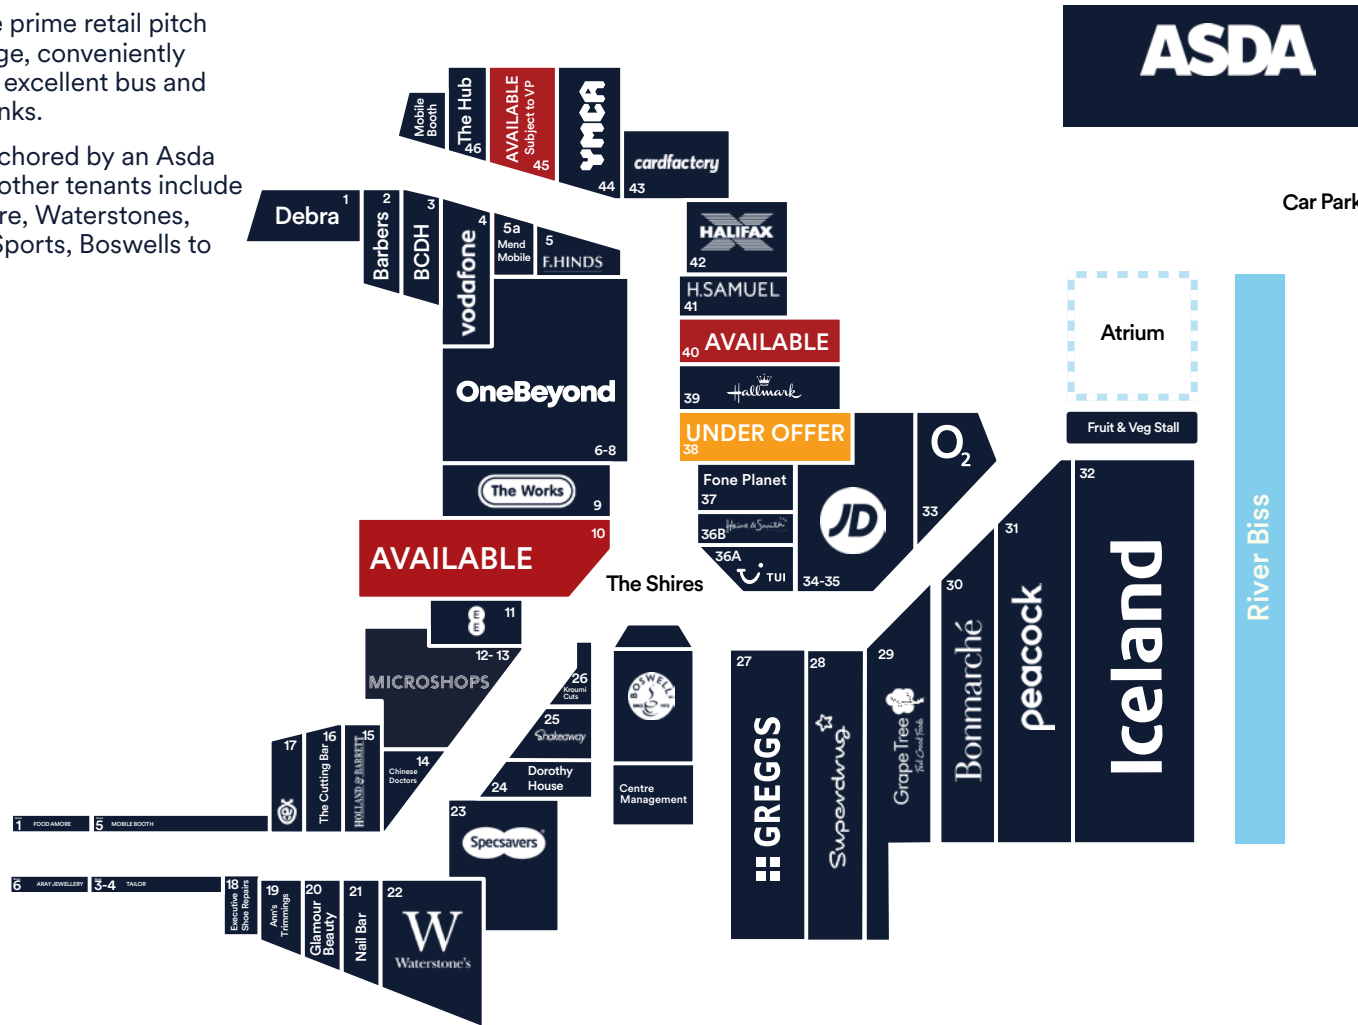 e prime retail pitch
ge, conveniently
excellent bus and
nks.
chored by an Asda
other tenants include
re, Waterstones,
Sports, Boswells to
ASDA
Car Park
Mobile
Booth
The Hub
46
AVAILABLE
Subject to VP
45
YMCA
44
cardfactory
43
Debra
1
Barbers
2
BCDH
3
vodafone
4
5a
Mend
Mobile
5
F.HINDS
HALIFAX
42
H.SAMUEL
41
40 AVAILABLE
39
Hallmark
UNDER OFFER
38
OneBeyond
6-8
The Works
9
10
AVAILABLE
EE
11
12-13
MICROSHOPS
Fone Planet
37
36B
Haine & Smith
36A
TUI
JD
34-35
O2
33
The Shires
Atrium
Fruit & Veg Stall
River Biss
32
Iceland
31
peacock
30
Bonmarché
29
Grape Tree
Feel Good Foods
28
Superdrug
27
GREGGS
BOSWELLS
SINCE 1975
Centre
Management
26
Kroumi
Cuts
25
Shakeaway
24
Dorothy
House
23
Specsavers
14
Chinese
Doctors
15
HOLLAND & BARRETT
16
The Cutting Bar
17
1 FOOD AMORE
5 MOBILE BOOTH
6 ARAY JEWELLERY
3-4 TAILOR
18
Executive
Shoe Repairs
19
Ann's
Trimmings
20
Glamour
Beauty
21
Nail Bar
22
W
Waterstone's